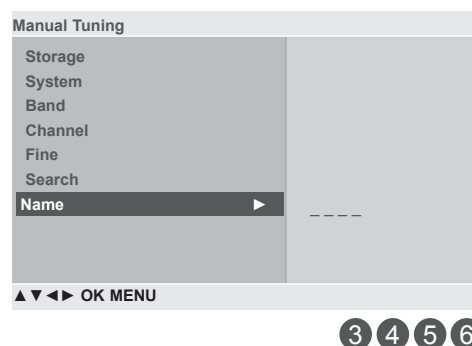 Manual Tuning
Storage
System
Band
Channel
Fine
Search
Name ►
_ _ _ _
▲▼◄► OK MENU
3 4 5 6